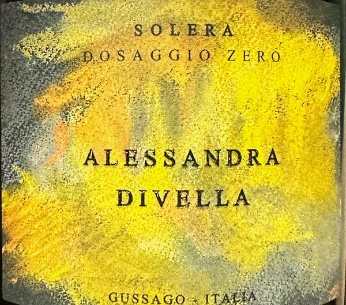 SOLERA
DOSAGGIO ZERO
ALESSANDRA
DIVELLA
GUSSAGO - ITALIA